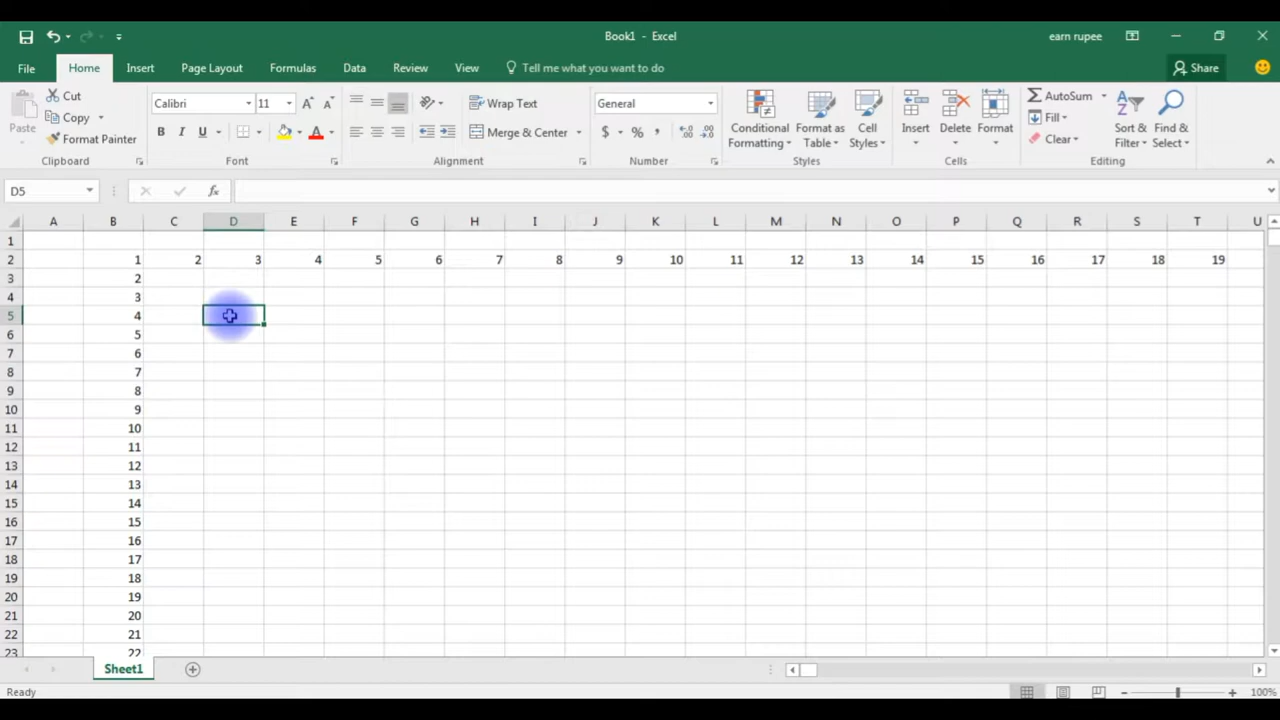 Book1 - Excel
earn rupee
File Home Insert Page Layout Formulas Data Review View Tell me what you want to do Share
Paste
Cut
Copy
Format Painter
Clipboard
Calibri 11
B I U A
Font
Wrap Text
Merge & Center
Alignment
General
$ % ,
Number
Conditional Formatting
Format as Table
Cell Styles
Styles
Insert Delete Format
Cells
AutoSum
Fill
Clear
Sort & Filter
Find & Select
Editing
D5 fx
A B C D E F G H I J K L M N O P Q R S T U
1
2 1 2 3 4 5 6 7 8 9 10 11 12 13 14 15 16 17 18 19
3 2
4 3
5 4
6 5
7 6
8 7
9 8
10 9
11 10
12 11
13 12
14 13
15 14
16 15
17 16
18 17
19 18
20 19
21 20
22 21
23 22
Sheet1
Ready 100%